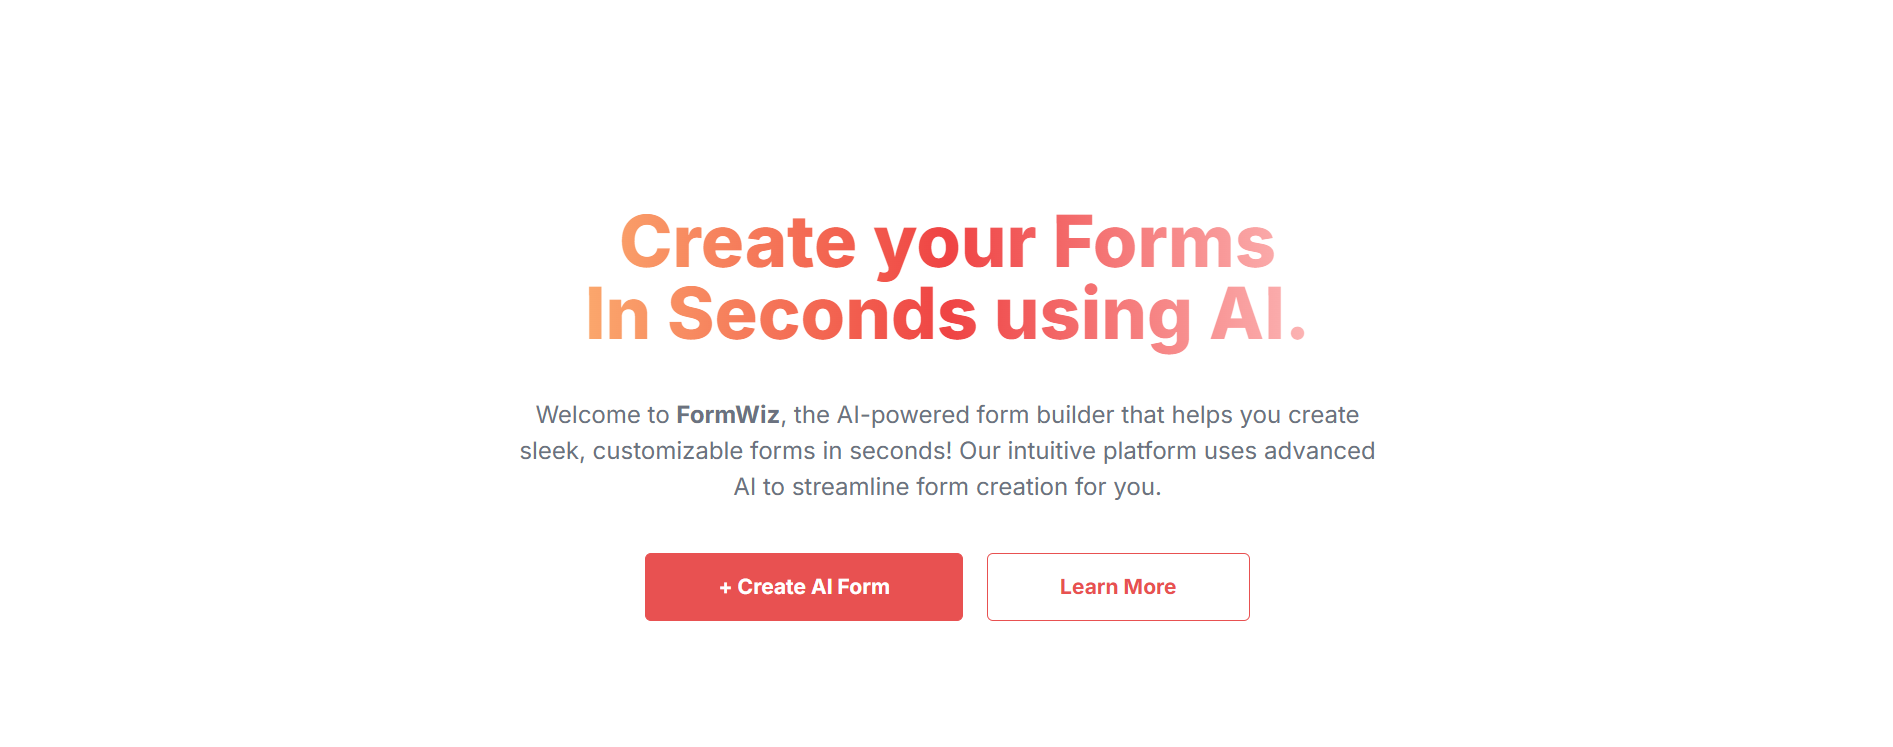 Create your Forms
In Seconds using AI.
Welcome to FormWiz, the AI-powered form builder that helps you create
sleek, customizable forms in seconds! Our intuitive platform uses advanced
AI to streamline form creation for you.
+ Create AI Form
Learn More